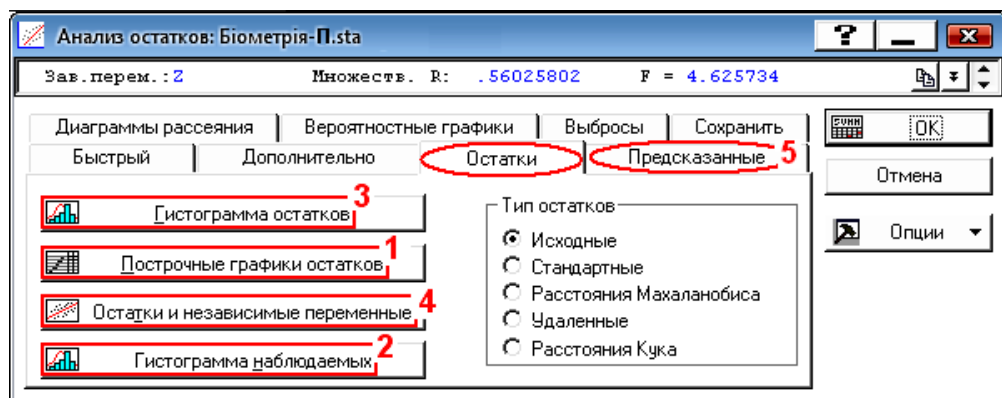 Анализ остатков: Біометрія-П.sta
?
Зав.перем.:Z Множеств. R: .56025802 F = 4.625734
Диаграммы рассеяния Вероятностные графики Выбросы Сохранить
Быстрый Дополнительно Остатки Предсказанные 5
Гистограмма остатков 3
Построчные графики остатков 1
Остатки и независимые переменные 4
Гистограмма наблюдаемых 2
Тип остатков
Исходные
Стандартные
Расстояния Махаланобиса
Удаленные
Расстояния Кука
OK
Отмена
Опции